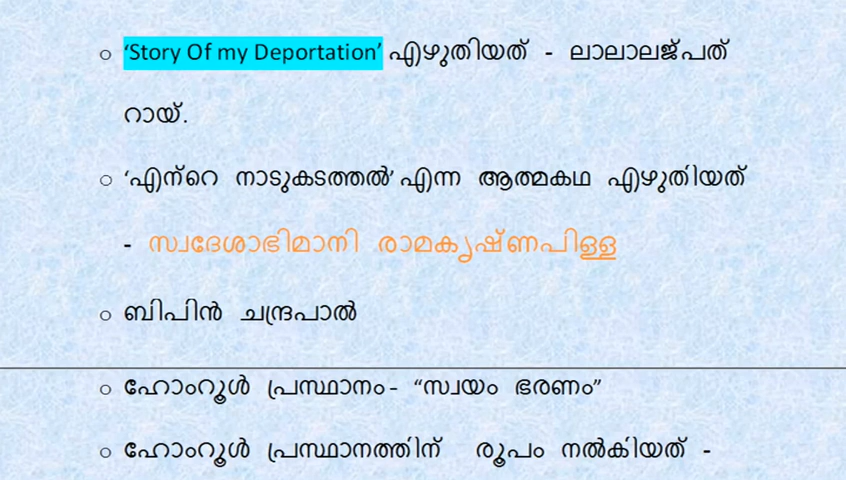 ‘Story Of my Deportation’ എഴുതിയത് - ലാലാലജ്പത്
റായ്.
‘എന്റെ നാടുകടത്തൽ’ എന്ന ആത്മകഥ എഴുതിയത്
- സ്വദേശാഭിമാനി രാമകൃഷ്ണപിള്ള
ബിപിൻ ചന്ദ്രപാൽ
ഹോംറൂൾ പ്രസ്ഥാനം- “സ്വയം ഭരണം”
ഹോംറൂൾ പ്രസ്ഥാനത്തിന് രൂപം നൽകിയത് -